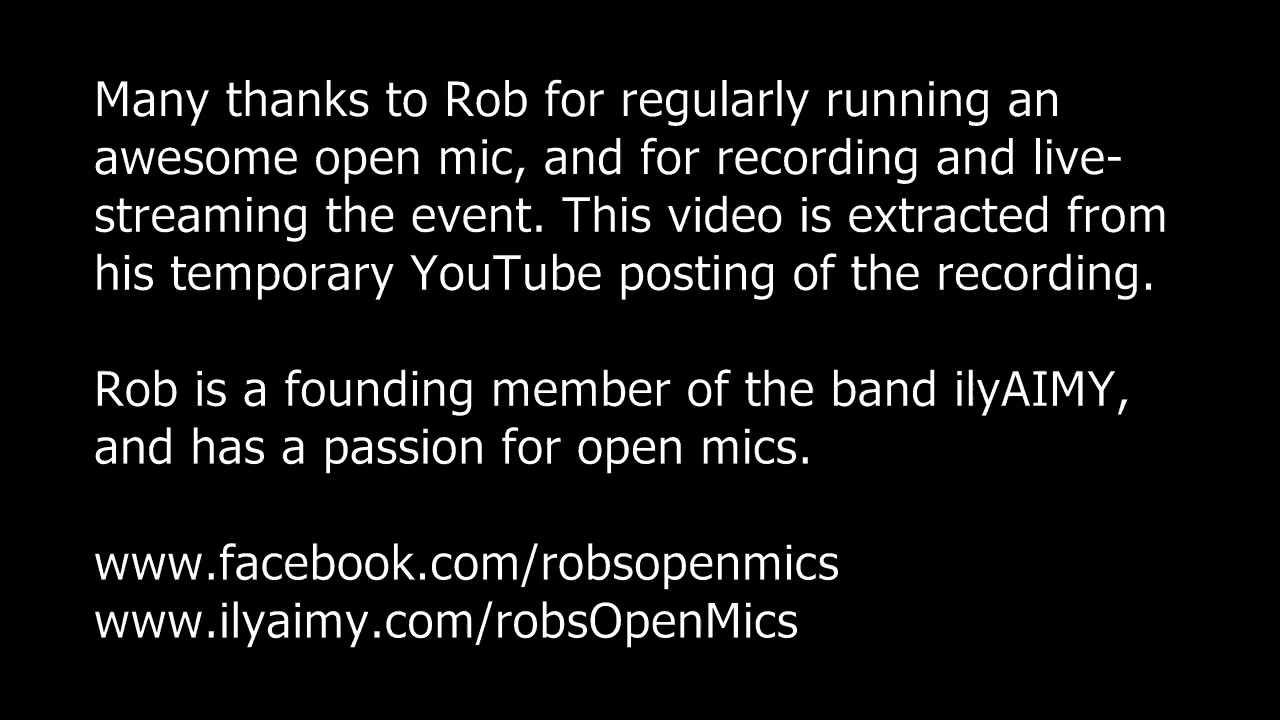 Many thanks to Rob for regularly running an
awesome open mic, and for recording and live-
streaming the event. This video is extracted from
his temporary YouTube posting of the recording.
Rob is a founding member of the band ilyAIMY,
and has a passion for open mics.
www.facebook.com/robsopenmics
www.ilyaimy.com/robsOpenMics